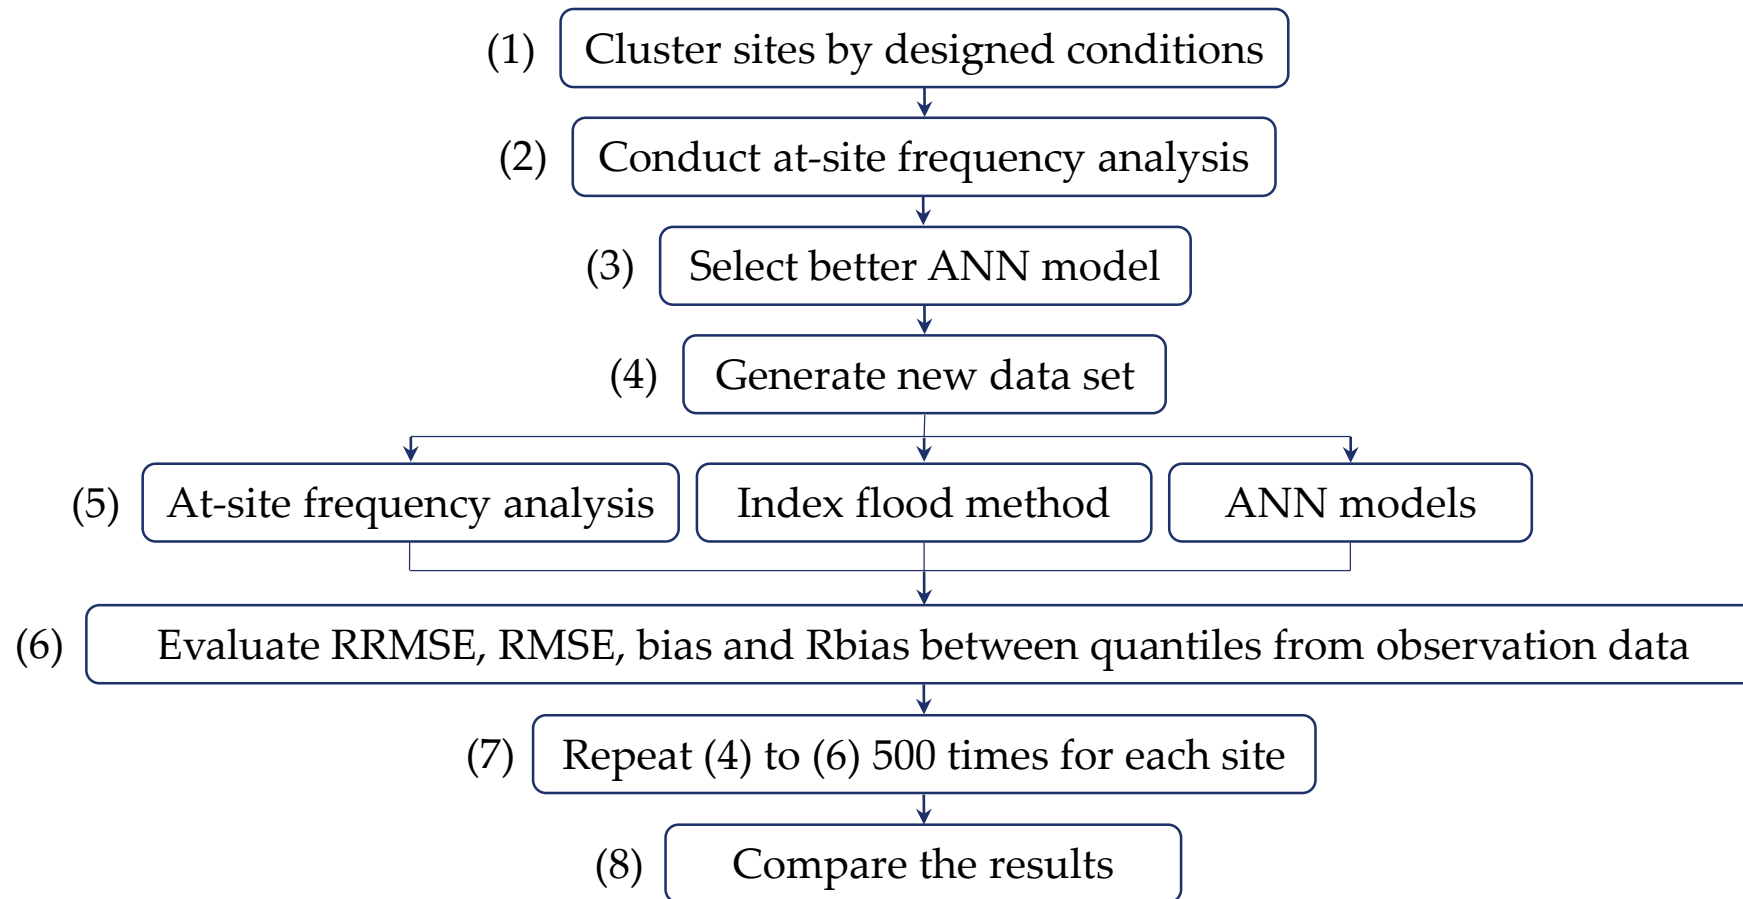 (1) Cluster sites by designed conditions
(2) Conduct at-site frequency analysis
(3) Select better ANN model
(4) Generate new data set
(5) At-site frequency analysis Index flood method ANN models
(6) Evaluate RRMSE, RMSE, bias and Rbias between quantiles from observation data
(7) Repeat (4) to (6) 500 times for each site
(8) Compare the results